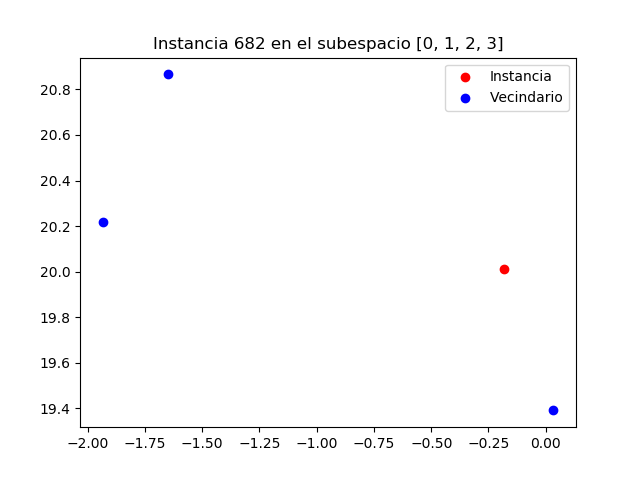 Instancia 682 en el subespacio [0, 1, 2, 3]
Instancia
Vecindario
20.8
20.6
20.4
20.2
20.0
19.8
19.6
19.4
−2.00 −1.75 −1.50 −1.25 −1.00 −0.75 −0.50 −0.25 0.00